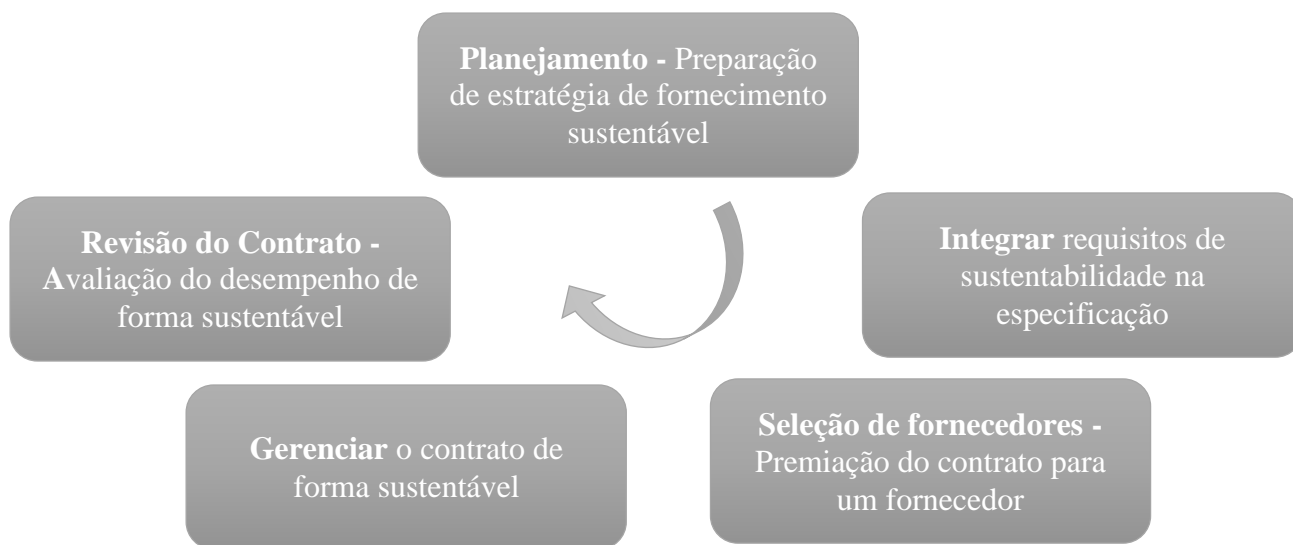 Planejamento - Preparação
de estratégia de fornecimento
sustentável
Integrar requisitos de
sustentabilidade na
especificação
Seleção de fornecedores -
Premiação do contrato para
um fornecedor
Gerenciar o contrato de
forma sustentável
Revisão do Contrato -
Avaliação do desempenho de
forma sustentável